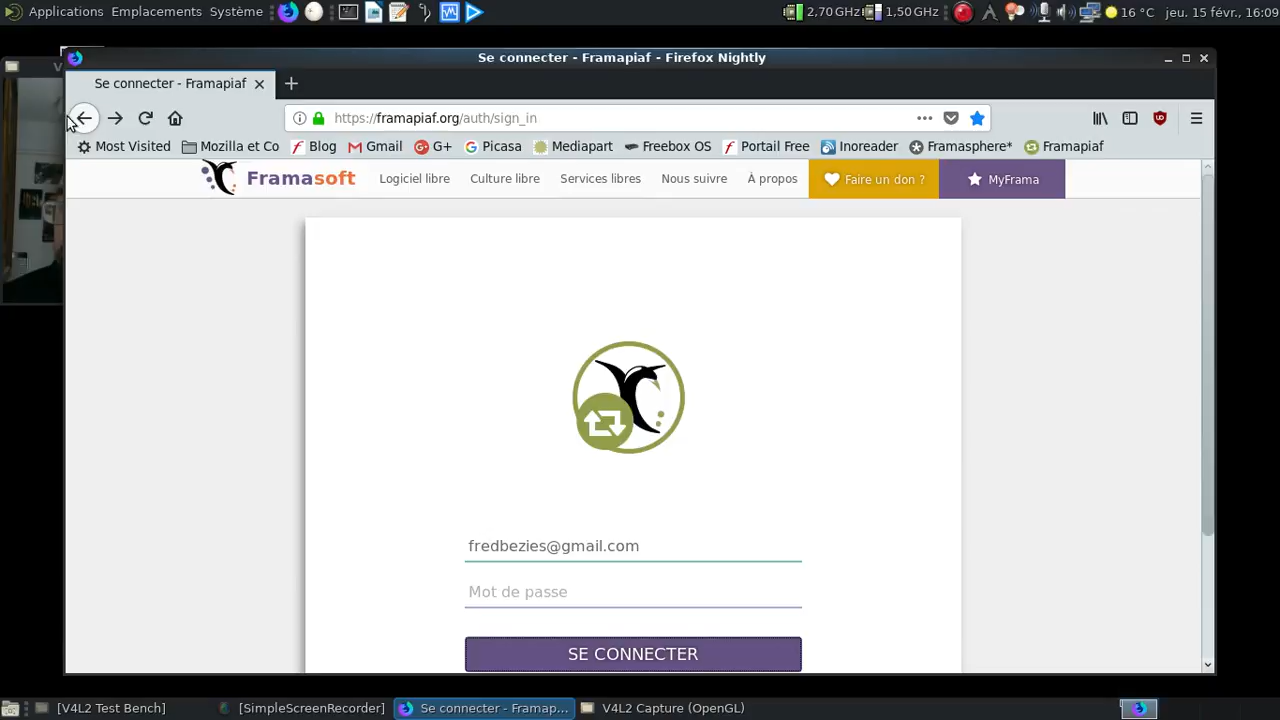 Applications Emplacements Système 2,70 GHz 1,50 GHz 16 °C jeu. 15 févr., 16:09
Se connecter - Framapiaf - Firefox Nightly
Se connecter - Framapiaf
https://framapiaf.org/auth/sign_in
Most Visited Mozilla et Co Blog Gmail G+ Picasa Mediapart Freebox OS Portail Free Inoreader Framasphere* Framapiaf
Framasoft Logiciel libre Culture libre Services libres Nous suivre À propos Faire un don ? MyFrama
fredbezies@gmail.com
Mot de passe
SE CONNECTER
[V4L2 Test Bench] [SimpleScreenRecorder] Se connecter - Framap... V4L2 Capture (OpenGL)